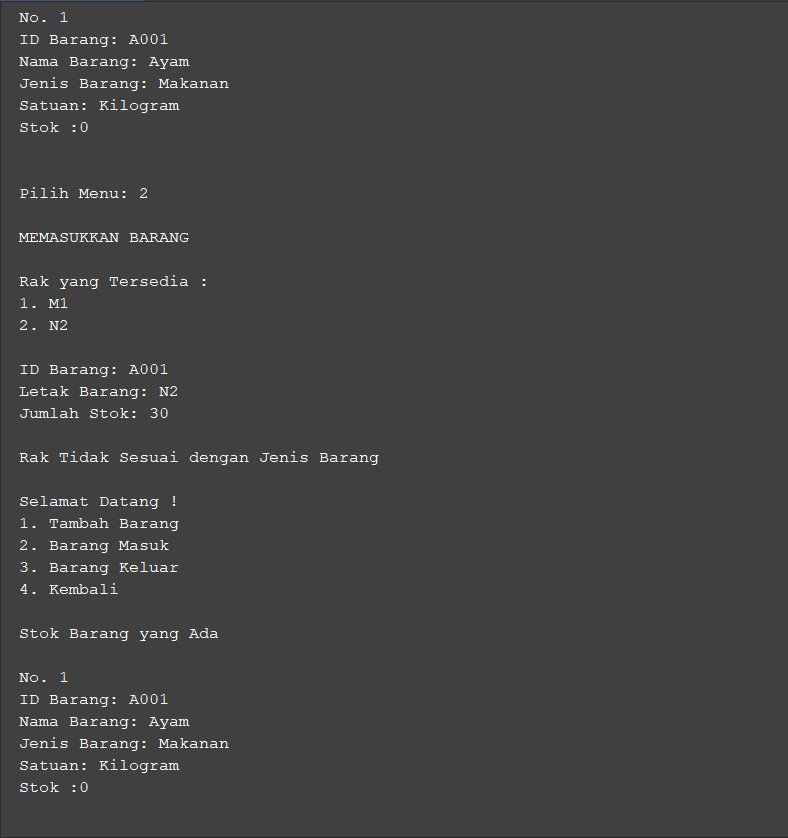 No. 1
ID Barang: A001
Nama Barang: Ayam
Jenis Barang: Makanan
Satuan: Kilogram
Stok :0
Pilih Menu: 2
MEMASUKKAN BARANG
Rak yang Tersedia :
1. M1
2. N2
ID Barang: A001
Letak Barang: N2
Jumlah Stok: 30
Rak Tidak Sesuai dengan Jenis Barang
Selamat Datang !
1. Tambah Barang
2. Barang Masuk
3. Barang Keluar
4. Kembali
Stok Barang yang Ada
No. 1
ID Barang: A001
Nama Barang: Ayam
Jenis Barang: Makanan
Satuan: Kilogram
Stok :0